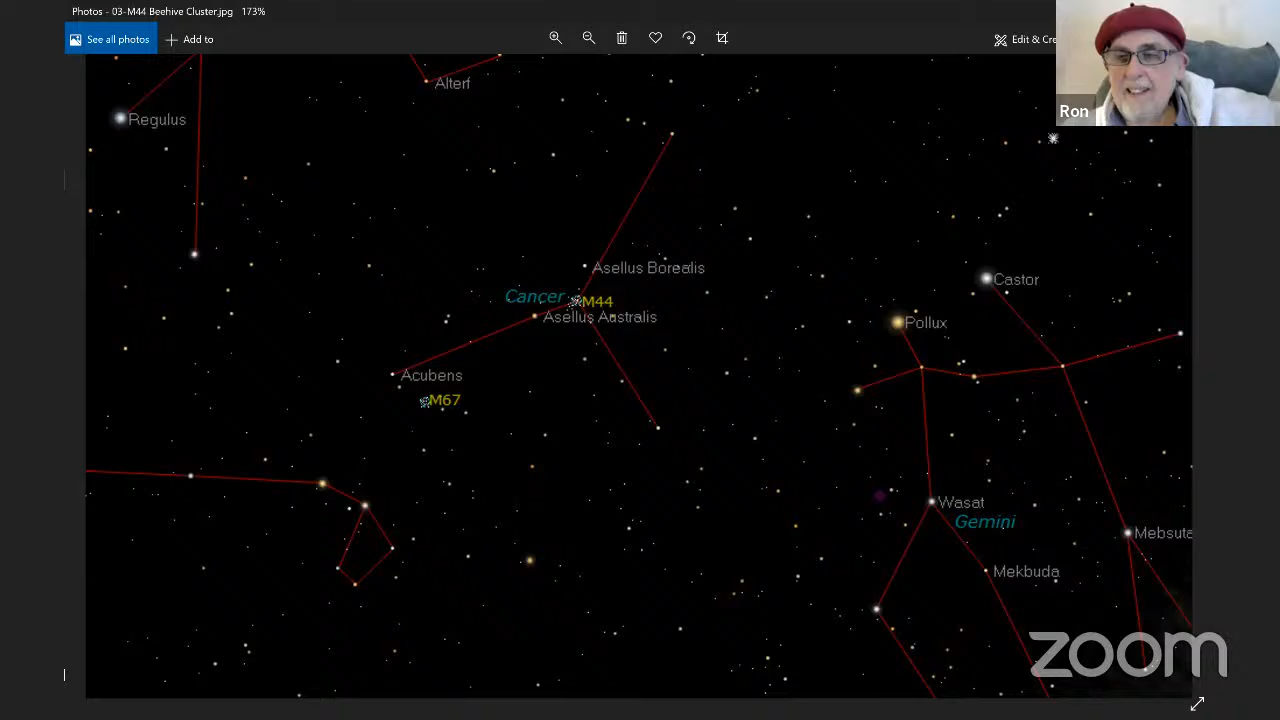 Photos - 03-M44 Beehive Cluster.jpg 173%
See all photos
Add to
Edit & Cre
Ron
Alterf
Regulus
Asellus Borealis
Castor
Cancer
M44
Asellus Australis
Pollux
Acubens
M67
Wasat
Gemini
Mebsuta
Mekbuda
zoom